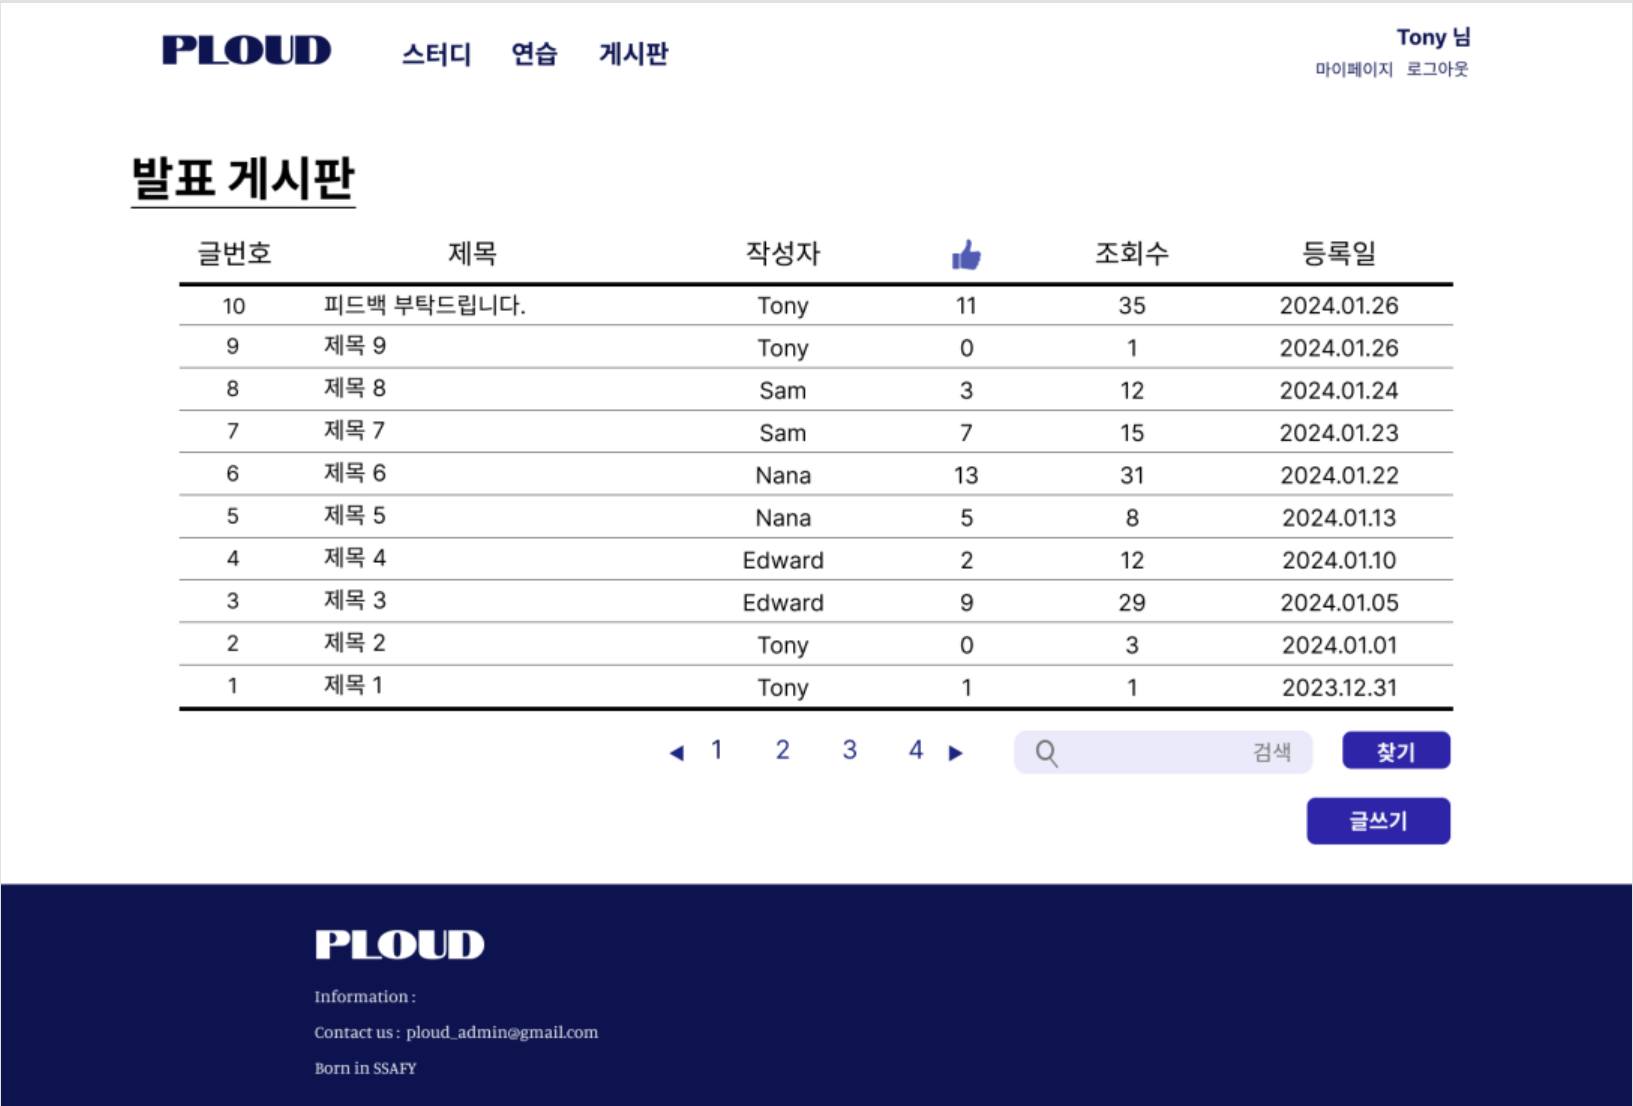 PLOUD 스터디 연습 게시판 Tony 님
마이페이지 로그아웃
발표 게시판
글번호 제목 작성자 조회수 등록일
10 피드백 부탁드립니다. Tony 11 35 2024.01.26
9 제목 9 Tony 0 1 2024.01.26
8 제목 8 Sam 3 12 2024.01.24
7 제목 7 Sam 7 15 2024.01.23
6 제목 6 Nana 13 31 2024.01.22
5 제목 5 Nana 5 8 2024.01.13
4 제목 4 Edward 2 12 2024.01.10
3 제목 3 Edward 9 29 2024.01.05
2 제목 2 Tony 0 3 2024.01.01
1 제목 1 Tony 1 1 2023.12.31
◀ 1 2 3 4 ▶ 검색 찾기
글쓰기
PLOUD
Information :
Contact us : ploud_admin@gmail.com
Born in SSAFY